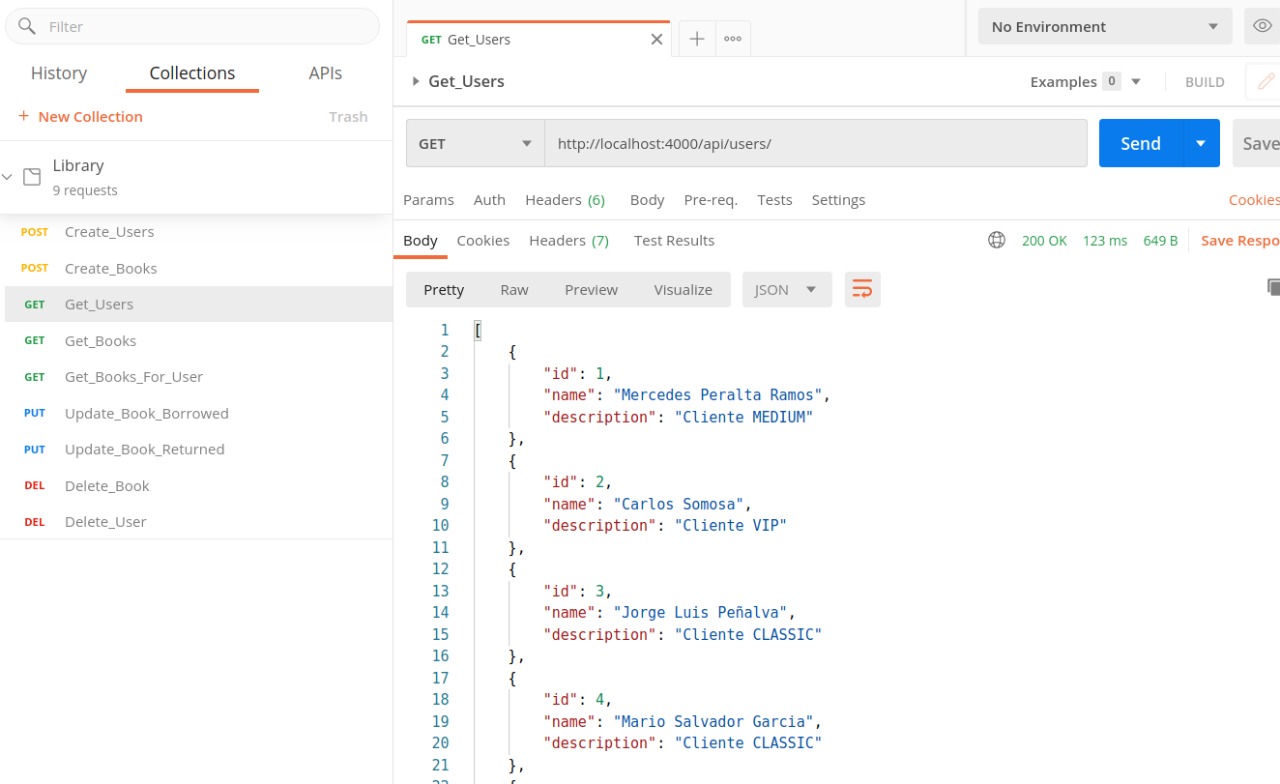 Filter
History Collections APIs
+ New Collection Trash
Library
9 requests
POST Create_Users
POST Create_Books
GET Get_Users
GET Get_Books
GET Get_Books_For_User
PUT Update_Book_Borrowed
PUT Update_Book_Returned
DEL Delete_Book
DEL Delete_User
GET Get_Users
No Environment
Get_Users
Examples 0 BUILD
GET http://localhost:4000/api/users/ Send Save
Params Auth Headers (6) Body Pre-req. Tests Settings Cookies
Body Cookies Headers (7) Test Results 200 OK 123 ms 649 B Save Respo
Pretty Raw Preview Visualize JSON
1 [
2 {
3 "id": 1,
4 "name": "Mercedes Peralta Ramos",
5 "description": "Cliente MEDIUM"
6 },
7 {
8 "id": 2,
9 "name": "Carlos Somosa",
10 "description": "Cliente VIP"
11 },
12 {
13 "id": 3,
14 "name": "Jorge Luis Peñalva",
15 "description": "Cliente CLASSIC"
16 },
17 {
18 "id": 4,
19 "name": "Mario Salvador Garcia",
20 "description": "Cliente CLASSIC"
21 },